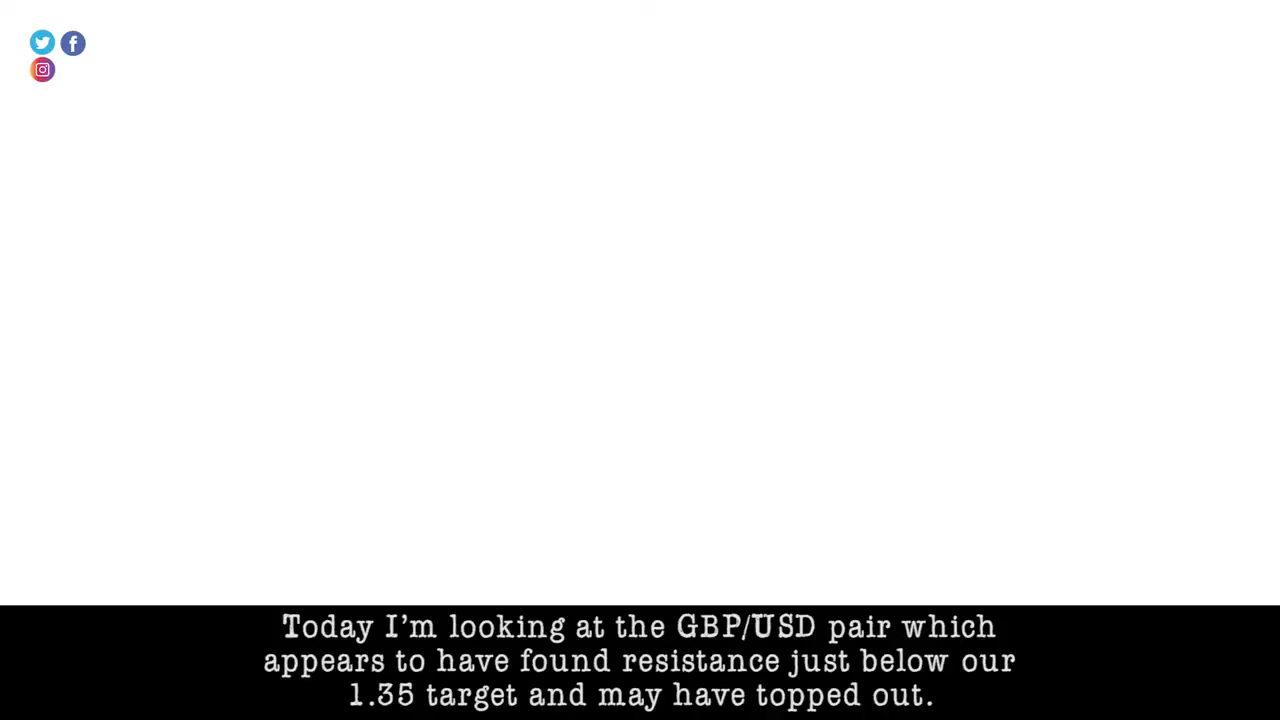 Today I'm looking at the GBP/USD pair which
appears to have found resistance just below our
1.35 target and may have topped out.